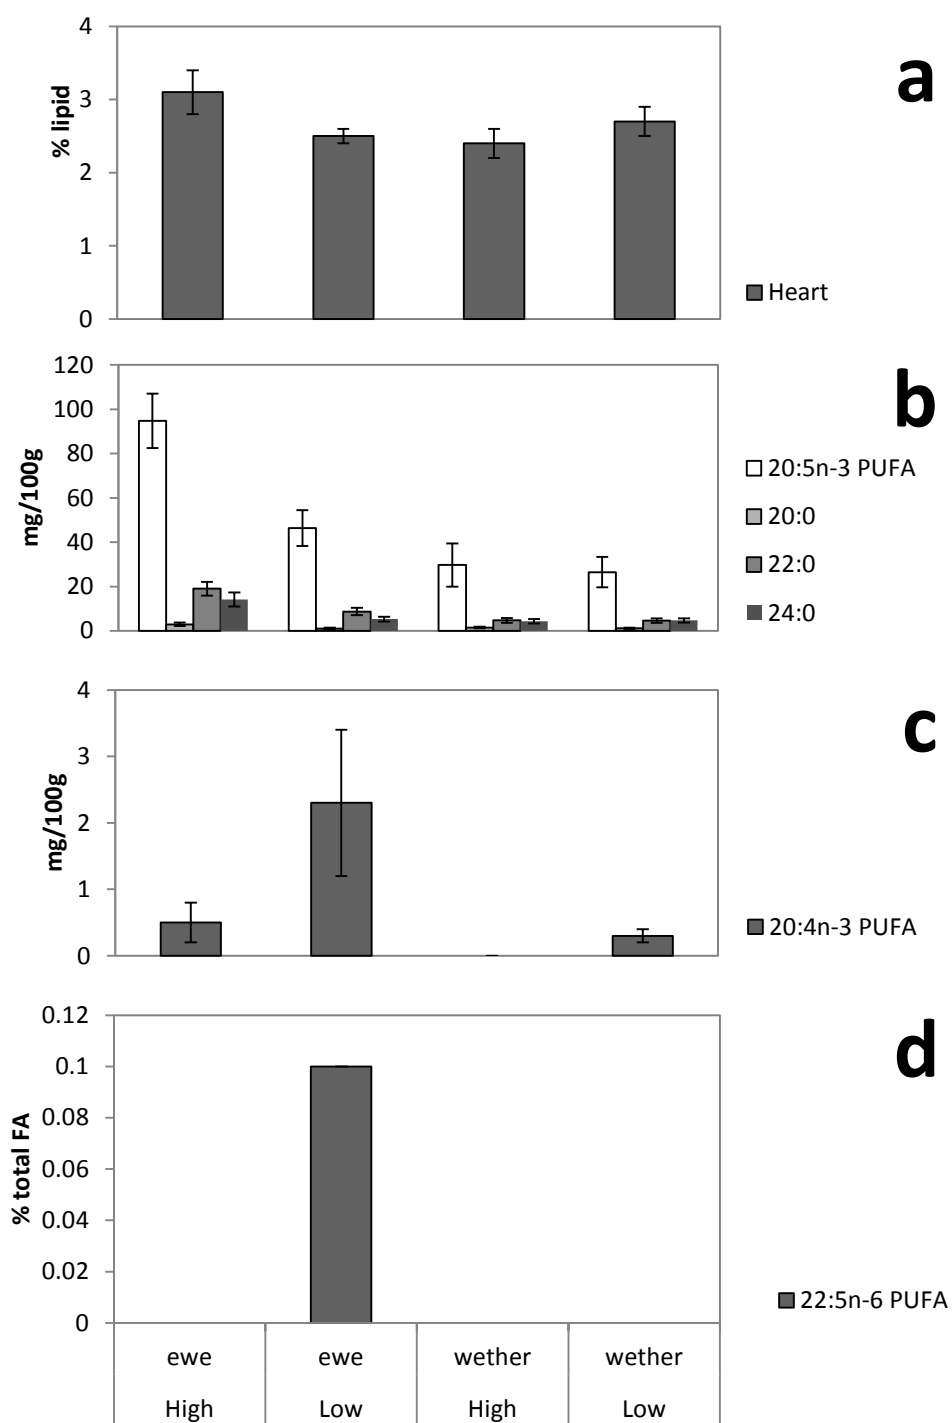 a
4
3
2
1
0
% lipid
Heart
b
120
100
80
60
40
20
0
mg/100g
20:5n-3 PUFA
20:0
22:0
24:0
c
4
3
2
1
0
mg/100g
20:4n-3 PUFA
d
0.12
0.1
0.08
0.06
0.04
0.02
0
% total FA
22:5n-6 PUFA
ewe ewe wether wether
High Low High Low